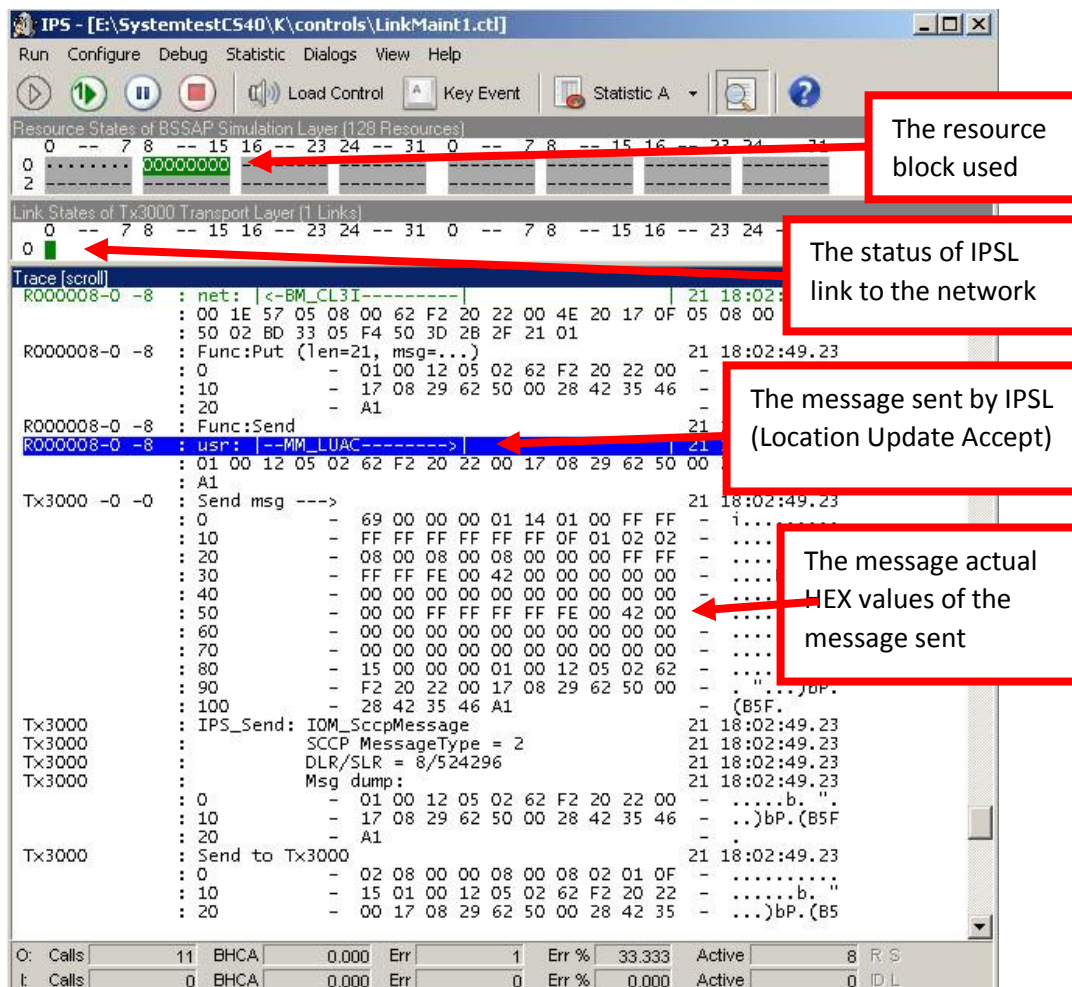 IPS - [E:\SystemtestCS40\K\controls\LinkMaint1.ctl]
Run Configure Debug Statistic Dialogs View Help
Load Control Key Event Statistic A
Resource States of BSSAP Simulation Layer (128 Resources)
0 -- 7 8 -- 15 16 -- 23 24 -- 31 0 -- 7 8 -- 15 16 -- 23 24 31
0 ........ 00000000 -------- -------- -------- -------- -------- --------
2 -------- -------- -------- -------- -------- -------- -------- --------
The resource
block used
Link States of Tx3000 Transport Layer (1 Links)
0 -- 7 8 -- 15 16 -- 23 24 -- 31 0 -- 7 8 -- 15 16 -- 23 24 -
0
The status of IPSL
link to the network
Trace [scroll]
R000008-0 -8 : net: |<-BM_CL3I---------| | 21 18:02:
: 00 1E 57 05 08 00 62 F2 20 22 00 4E 20 17 0F 05 08 00
: 50 02 BD 33 05 F4 50 3D 2B 2F 21 01
R000008-0 -8 : Func:Put (len=21, msg=...) 21 18:02:49.23
: 0 - 01 00 12 05 02 62 F2 20 22 00 -
: 10 - 17 08 29 62 50 00 28 42 35 46 -
: 20 - A1 -
R000008-0 -8 : Func:Send 21
R000008-0 -8 : usr: |--MM_LUAC-------->| | 21
: 01 00 12 05 02 62 F2 20 22 00 17 08 29 62 50 00
: A1
The message sent by IPSL
(Location Update Accept)
Tx3000 -0 -0 : Send msg ---> 21 18:02:49.23
: 0 - 69 00 00 00 01 14 01 00 FF FF - i.........
: 10 - FF FF FF FF FF FF 0F 01 02 02 -
: 20 - 08 00 08 00 08 00 00 00 FF FF -
: 30 - FF FF FE 00 42 00 00 00 00 00 -
: 40 - 00 00 00 00 00 00 00 00 00 00 -
: 50 - 00 00 FF FF FF FF FE 00 42 00 -
: 60 - 00 00 00 00 00 00 00 00 00 00 -
: 70 - 00 00 00 00 00 00 00 00 00 00 -
: 80 - 15 00 00 00 01 00 12 05 02 62 -
: 90 - F2 20 22 00 17 08 29 62 50 00 - . "...)bP.
: 100 - 28 42 35 46 A1 - (B5F.
The message actual
HEX values of the
message sent
Tx3000 : IPS_Send: IOM_SccpMessage 21 18:02:49.23
Tx3000 : SCCP MessageType = 2 21 18:02:49.23
Tx3000 : DLR/SLR = 8/524296 21 18:02:49.23
Tx3000 : Msg dump: 21 18:02:49.23
: 0 - 01 00 12 05 02 62 F2 20 22 00 - .....b. ".
: 10 - 17 08 29 62 50 00 28 42 35 46 - ..)bP.(B5F
: 20 - A1 - .
Tx3000 : Send to Tx3000 21 18:02:49.23
: 0 - 02 08 00 00 08 00 08 02 01 0F - ..........
: 10 - 15 01 00 12 05 02 62 F2 20 22 - ......b. "
: 20 - 00 17 08 29 62 50 00 28 42 35 - ...)bP.(B5
O: Calls 11 BHCA 0.000 Err 1 Err % 33.333 Active 8 R S
I: Calls 0 BHCA 0.000 Err 0 Err % 0.000 Active 0 ID L